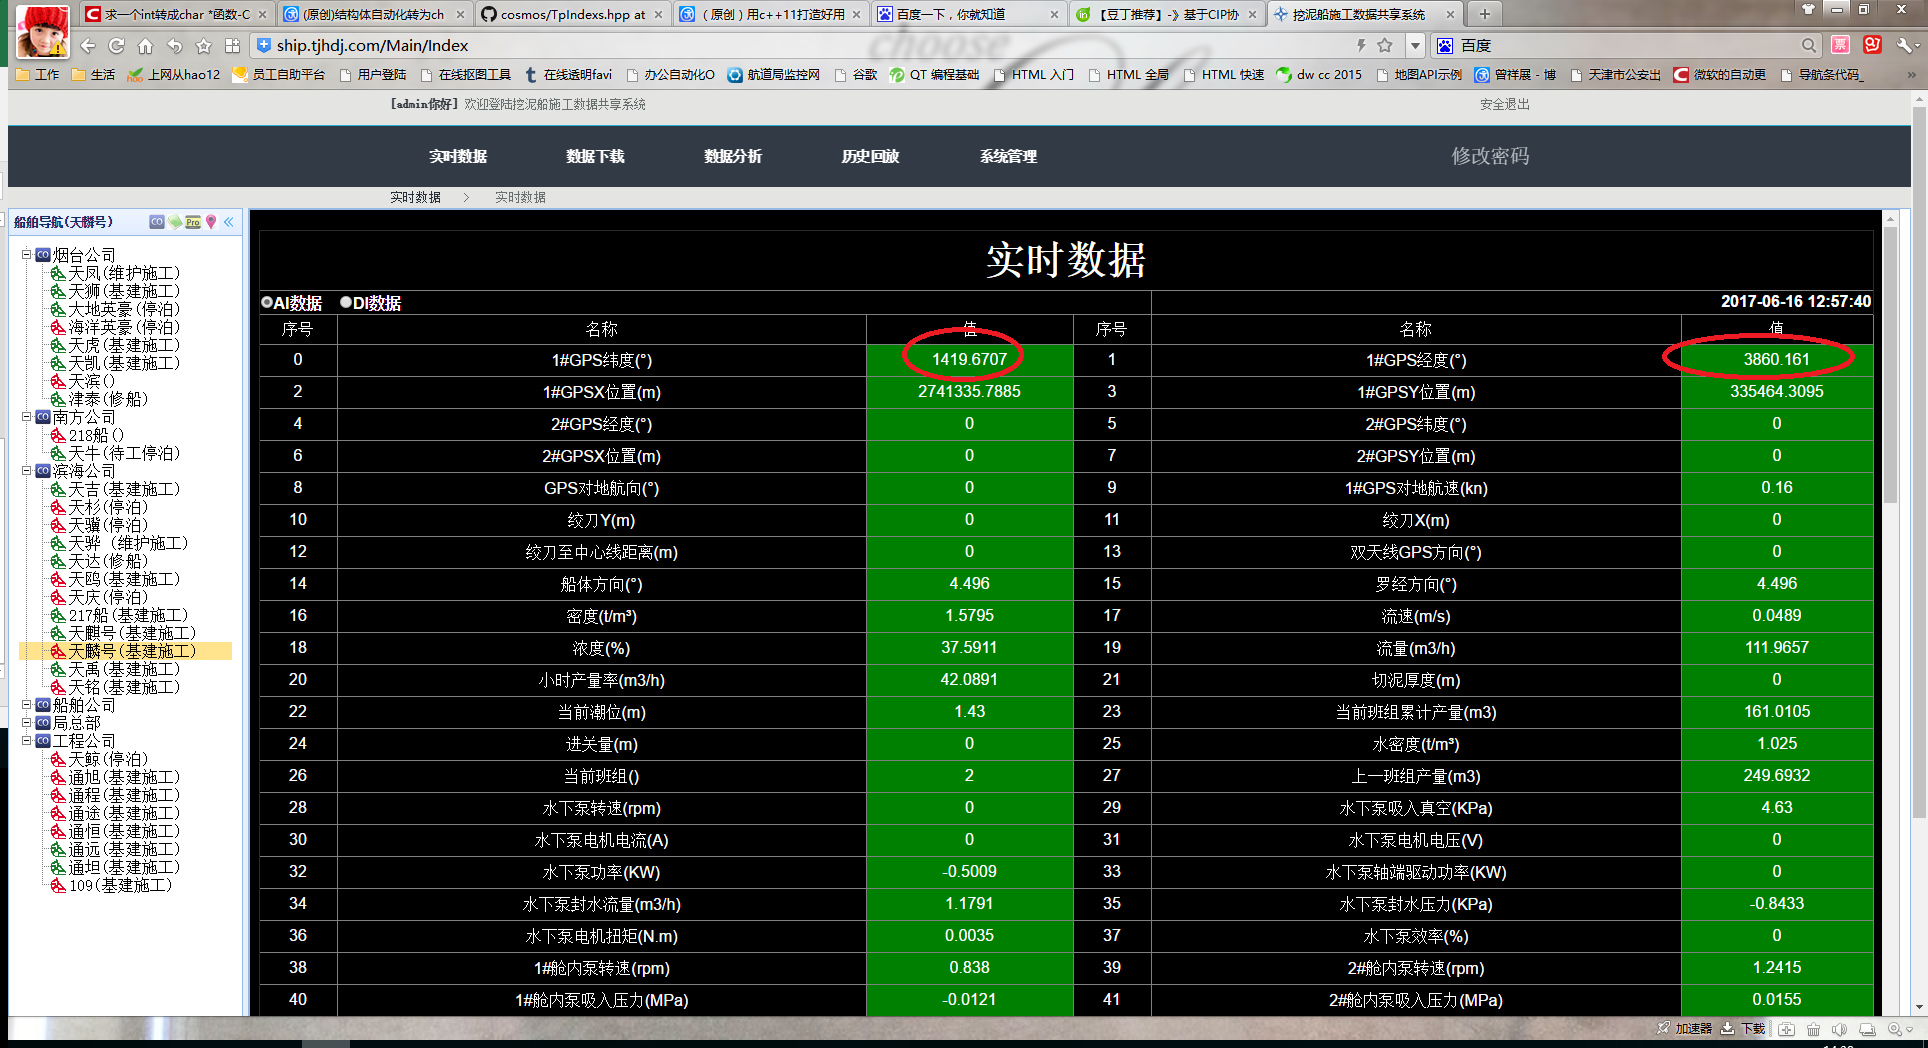 求一个int转成char *函数-C
(原创)结构体自动化转为ch
cosmos/TpIndexs.hpp at
（原创）用c++11打造好用
百度一下，你就知道
【豆丁推荐】-》基于CIP协
挖泥船施工数据共享系统
ship.tjhdj.com/Main/Index
百度
工作 生活 上网从hao12 员工自助平台 用户登陆 在线抠图工具 在线透明favi 办公自动化O 航道局监控网 谷歌 QT 编程基础 HTML 入门 HTML 全局 HTML 快速 dw cc 2015 地图API示例 曾祥展 - 博 天津市公安出 微软的自动更 导航条代码_
[admin你好] 欢迎登陆挖泥船施工数据共享系统 安全退出
实时数据 数据下载 数据分析 历史回放 系统管理 修改密码
实时数据 > 实时数据
船舶导航(天麟号)
烟台公司
天凤(维护施工)
天狮(基建施工)
大地英豪(停泊)
海洋英豪(停泊)
天虎(基建施工)
天凯(基建施工)
天滨()
津泰(修船)
南方公司
218船()
天牛(待工停泊)
滨海公司
天吉(基建施工)
天杉(停泊)
天骥(停泊)
天骅 (维护施工)
天达(修船)
天鸥(基建施工)
天庆(停泊)
217船(基建施工)
天麒号(基建施工)
天麟号(基建施工)
天禹(基建施工)
天铭(基建施工)
船舶公司
局总部
工程公司
天鲸(停泊)
通旭(基建施工)
通程(基建施工)
通途(基建施工)
通恒(基建施工)
通远(基建施工)
通坦(基建施工)
109(基建施工)
实时数据
AI数据 DI数据 2017-06-16 12:57:40
序号 名称 值 序号 名称 值
0 1#GPS纬度(°) 1419.6707 1 1#GPS经度(°) 3860.161
2 1#GPSX位置(m) 2741335.7885 3 1#GPSY位置(m) 335464.3095
4 2#GPS经度(°) 0 5 2#GPS纬度(°) 0
6 2#GPSX位置(m) 0 7 2#GPSY位置(m) 0
8 GPS对地航向(°) 0 9 1#GPS对地航速(kn) 0.16
10 绞刀Y(m) 0 11 绞刀X(m) 0
12 绞刀至中心线距离(m) 0 13 双天线GPS方向(°) 0
14 船体方向(°) 4.496 15 罗经方向(°) 4.496
16 密度(t/m³) 1.5795 17 流速(m/s) 0.0489
18 浓度(%) 37.5911 19 流量(m3/h) 111.9657
20 小时产量率(m3/h) 42.0891 21 切泥厚度(m) 0
22 当前潮位(m) 1.43 23 当前班组累计产量(m3) 161.0105
24 进关量(m) 0 25 水密度(t/m³) 1.025
26 当前班组() 2 27 上一班组产量(m3) 249.6932
28 水下泵转速(rpm) 0 29 水下泵吸入真空(KPa) 4.63
30 水下泵电机电流(A) 0 31 水下泵电机电压(V) 0
32 水下泵功率(KW) -0.5009 33 水下泵轴端驱动功率(KW) 0
34 水下泵封水流量(m3/h) 1.1791 35 水下泵封水压力(KPa) -0.8433
36 水下泵电机扭矩(N.m) 0.0035 37 水下泵效率(%) 0
38 1#舱内泵转速(rpm) 0.838 39 2#舱内泵转速(rpm) 1.2415
40 1#舱内泵吸入压力(MPa) -0.0121 41 2#舱内泵吸入压力(MPa) 0.0155
加速器 下载